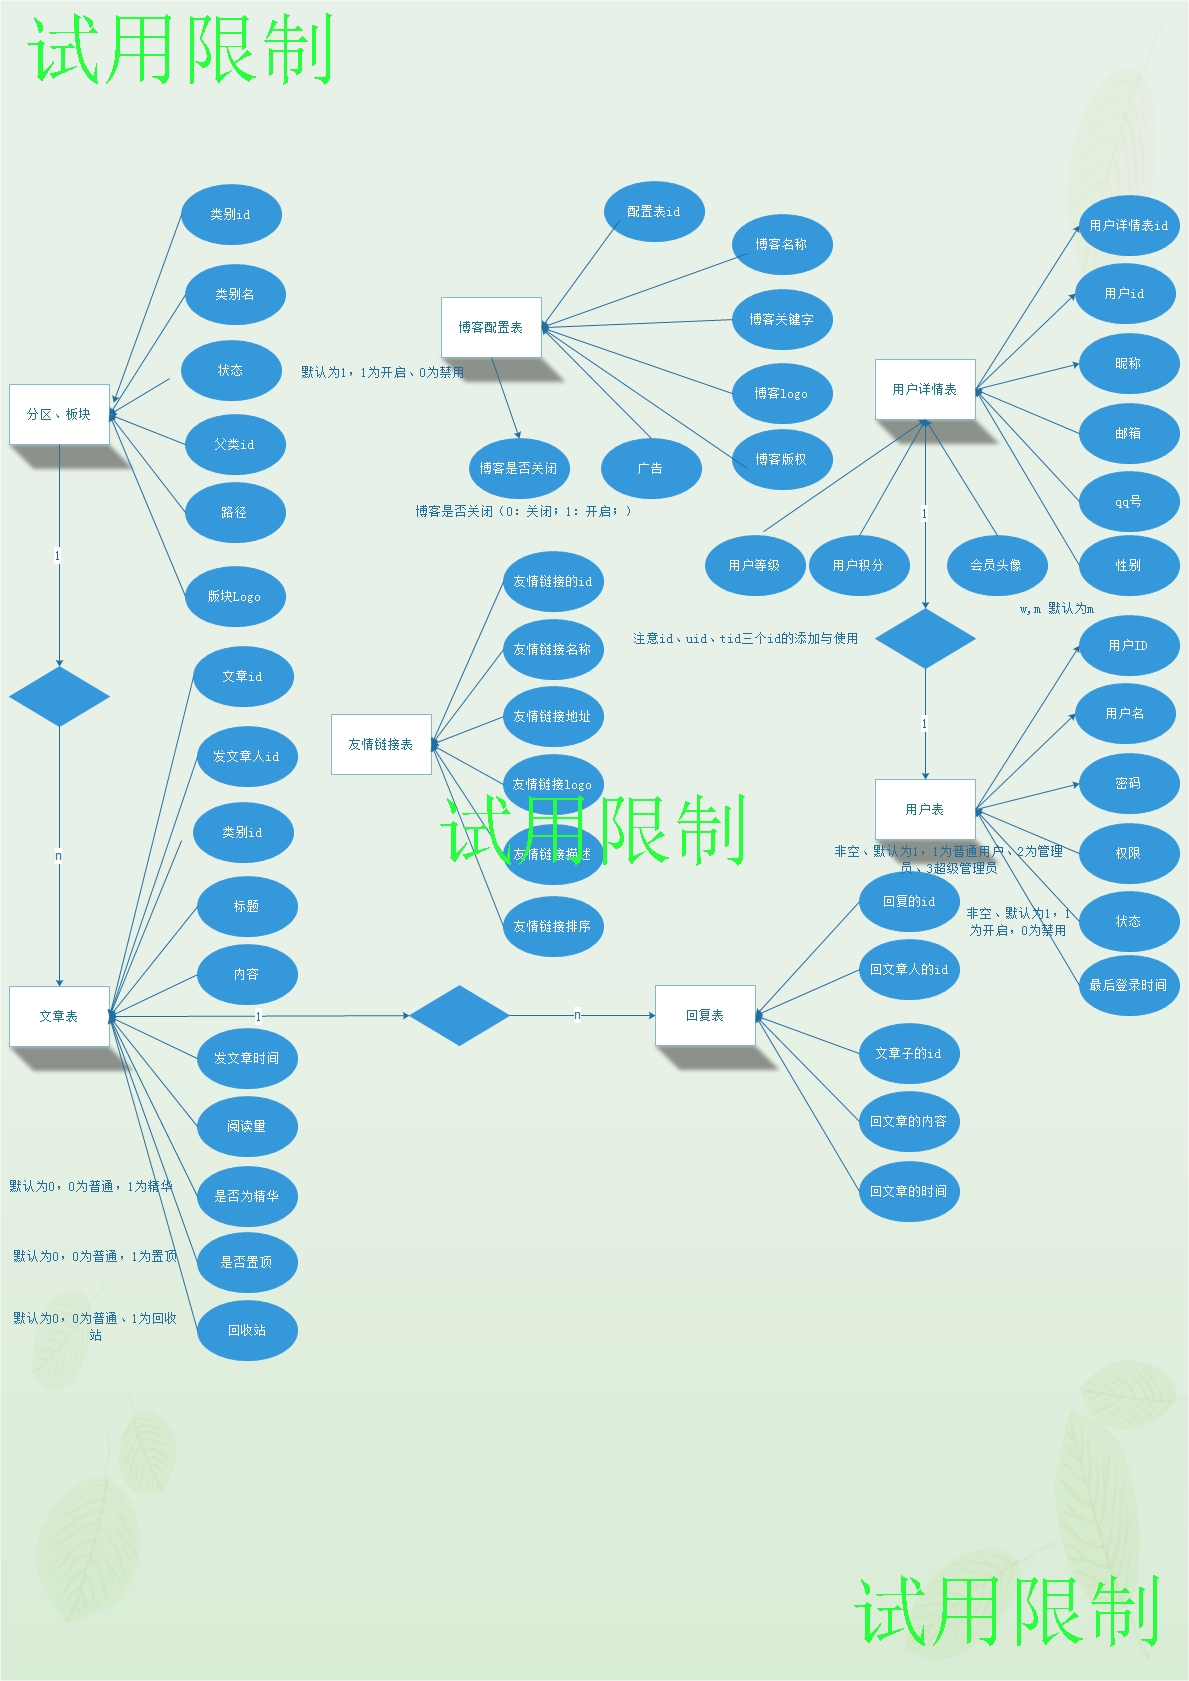 试用限制
类别id
类别名
状态
默认为1，1为开启、0为禁用
分区、板块
父类id
路径
版块Logo
1
n
配置表id
博客名称
博客关键字
博客配置表
博客logo
博客版权
广告
博客是否关闭
博客是否关闭（0：关闭；1：开启；）
用户详情表id
用户id
昵称
用户详情表
邮箱
qq号
性别
w,m 默认为m
用户等级
用户积分
会员头像
1
注意id、uid、tid三个id的添加与使用
1
友情链接的id
友情链接名称
友情链接地址
友情链接表
友情链接logo
试用限制
友情链接描述
友情链接排序
用户ID
用户名
密码
用户表
权限
非空、默认为1，1为普通用户、2为管理
员、3超级管理员
状态
非空、默认为1，1
为开启，0为禁用
最后登录时间
文章id
发文章人id
类别id
标题
内容
文章表
1
n
发文章时间
阅读量
是否为精华
默认为0，0为普通，1为精华
是否置顶
默认为0，0为普通，1为置顶
回收站
默认为0，0为普通、1为回收
站
回复的id
回文章人的id
回复表
文章子的id
回文章的内容
回文章的时间
试用限制